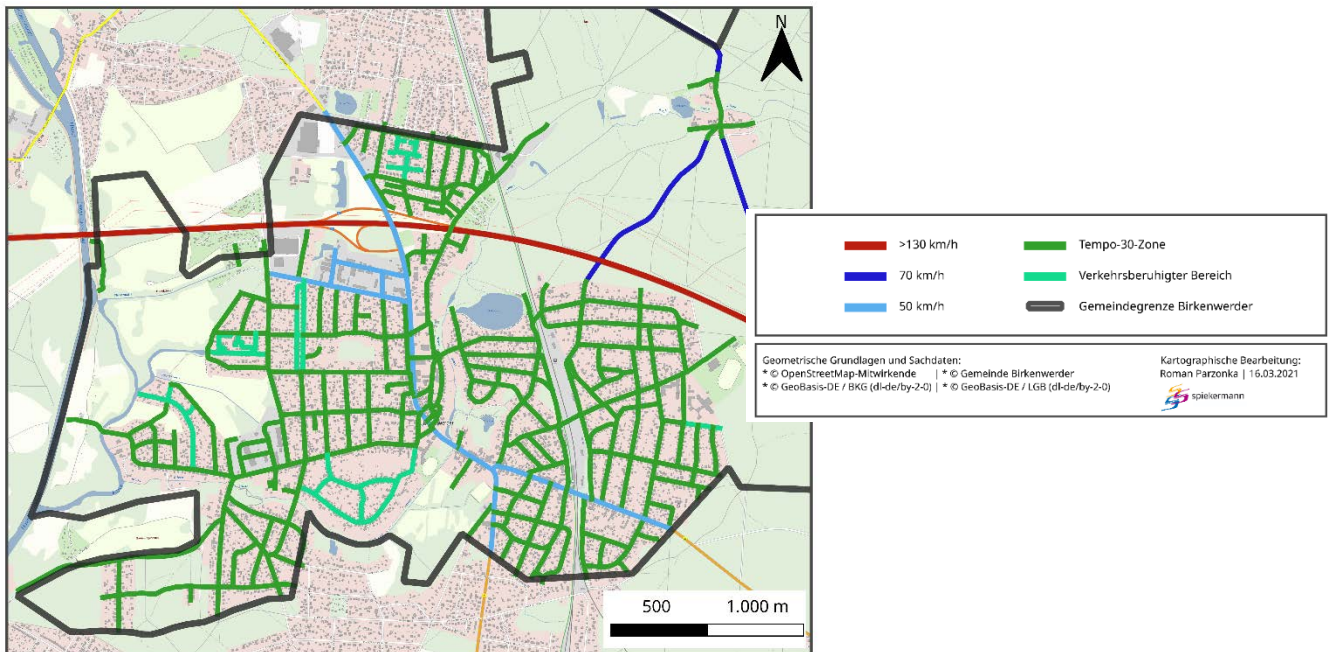 N
500 1.000 m
>130 km/h
70 km/h
50 km/h
Tempo-30-Zone
Verkehrsberuhigter Bereich
Gemeindegrenze Birkenwerder
Geometrische Grundlagen und Sachdaten:
* © OpenStreetMap-Mitwirkende | * © Gemeinde Birkenwerder
* © GeoBasis-DE / BKG (dl-de/by-2-0) | * © GeoBasis-DE / LGB (dl-de/by-2-0)
Kartographische Bearbeitung:
Roman Parzonka | 16.03.2021
spiekermann